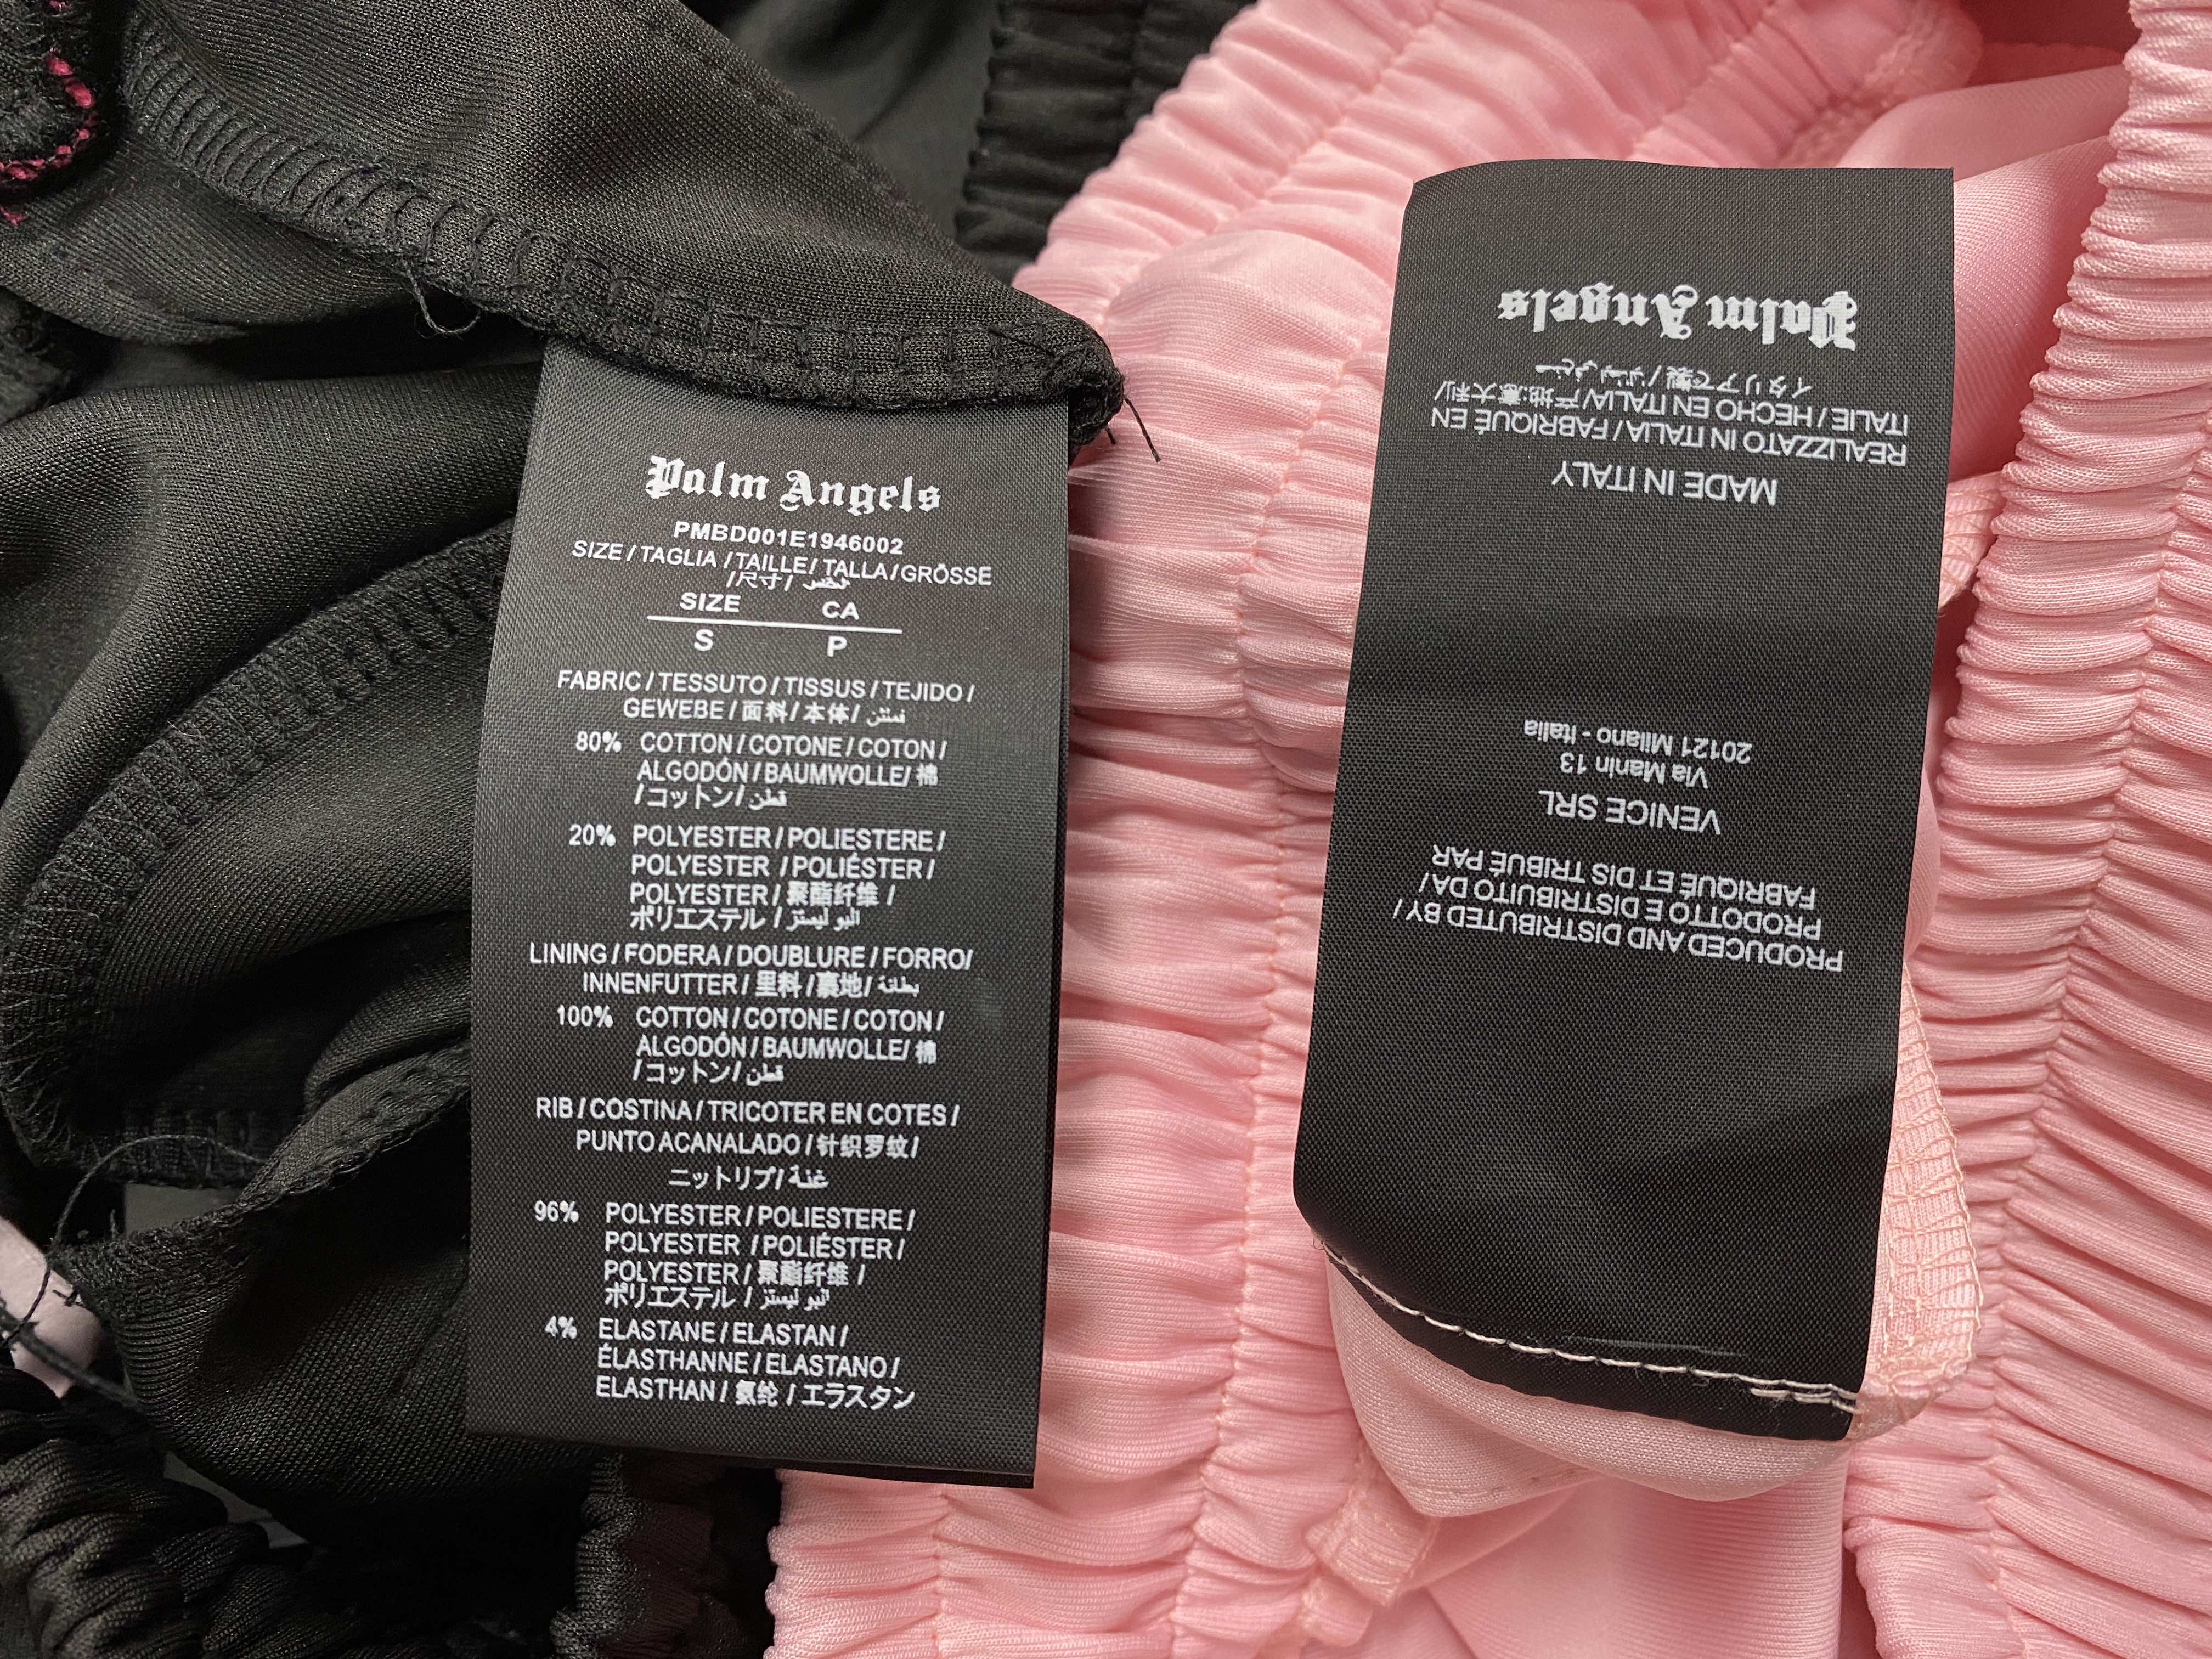 Palm Angels
PMBD001E1946002
SIZE / TAGLIA / TAILLE / TALLA / GRÖSSE
/ 尺寸 /
SIZE CA
S P
FABRIC / TESSUTO / TISSUS / TEJIDO /
GEWEBE / 面料 / 本体 /
80% COTTON / COTONE / COTON /
ALGODÓN / BAUMWOLLE / 棉
/ コットン / قطن
20% POLYESTER / POLIESTERE /
POLYESTER / POLIÉSTER /
POLYESTER / 聚酯纤维 /
ポリエステル / البو ليستر
LINING / FODERA / DOUBLURE / FORRO /
INNENFUTTER / 里料 / 裏地 / بطانة
100% COTTON / COTONE / COTON /
ALGODÓN / BAUMWOLLE / 棉
/ コットン / قطن
RIB / COSTINA / TRICOTER EN COTES /
PUNTO ACANALADO / 针织罗纹 /
ニットリブ /
96% POLYESTER / POLIESTERE /
POLYESTER / POLIÉSTER /
POLYESTER / 聚酯纤维 /
ポリエステル / البو ليستر
4% ELASTANE / ELASTAN /
ÉLASTHANNE / ELASTANO /
ELASTHAN / 氨纶 / エラスタン
PRODUCED AND DISTRIBUTED BY /
PRODOTTO E DISTRIBUITO DA /
FABRIQUÉ ET DIS TRIBUÉ PAR
VENICE SRL
Via Manin 13
20121 Milano - Italia
MADE IN ITALY
REALIZZATO IN ITALIA / FABRIQUÉ EN
ITALIE / HECHO EN ITALIA / 产地:意大利 /
イタリアで製 /
Palm Angels